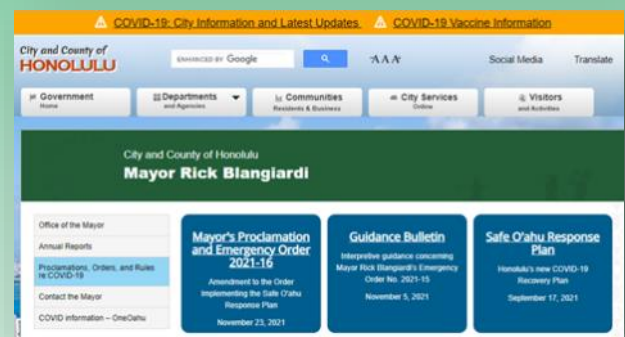 COVID-19: City Information and Latest Updates COVID-19 Vaccine Information
City and County of
HONOLULU
ENHANCED BY Google
A A A
Social Media Translate
Government Departments Communities City Services Visitors
Home and Agencies Residents & Business Online and Activities
City and County of Honolulu
Mayor Rick Blangiardi
Office of the Mayor
Annual Reports
Proclamations, Orders, and Rules
re COVID-19
Contact the Mayor
COVID information – OneOahu
Mayor's Proclamation
and Emergency Order
2021-16
Amendment to the Order
Implementing the Safe O'ahu
Response Plan
November 23, 2021
Guidance Bulletin
Interpretive guidance concerning
Mayor Rick Blangiardi's Emergency
Order No. 2021-15
November 5, 2021
Safe O'ahu Response
Plan
Honolulu's new COVID-19
Recovery Plan
September 17, 2021